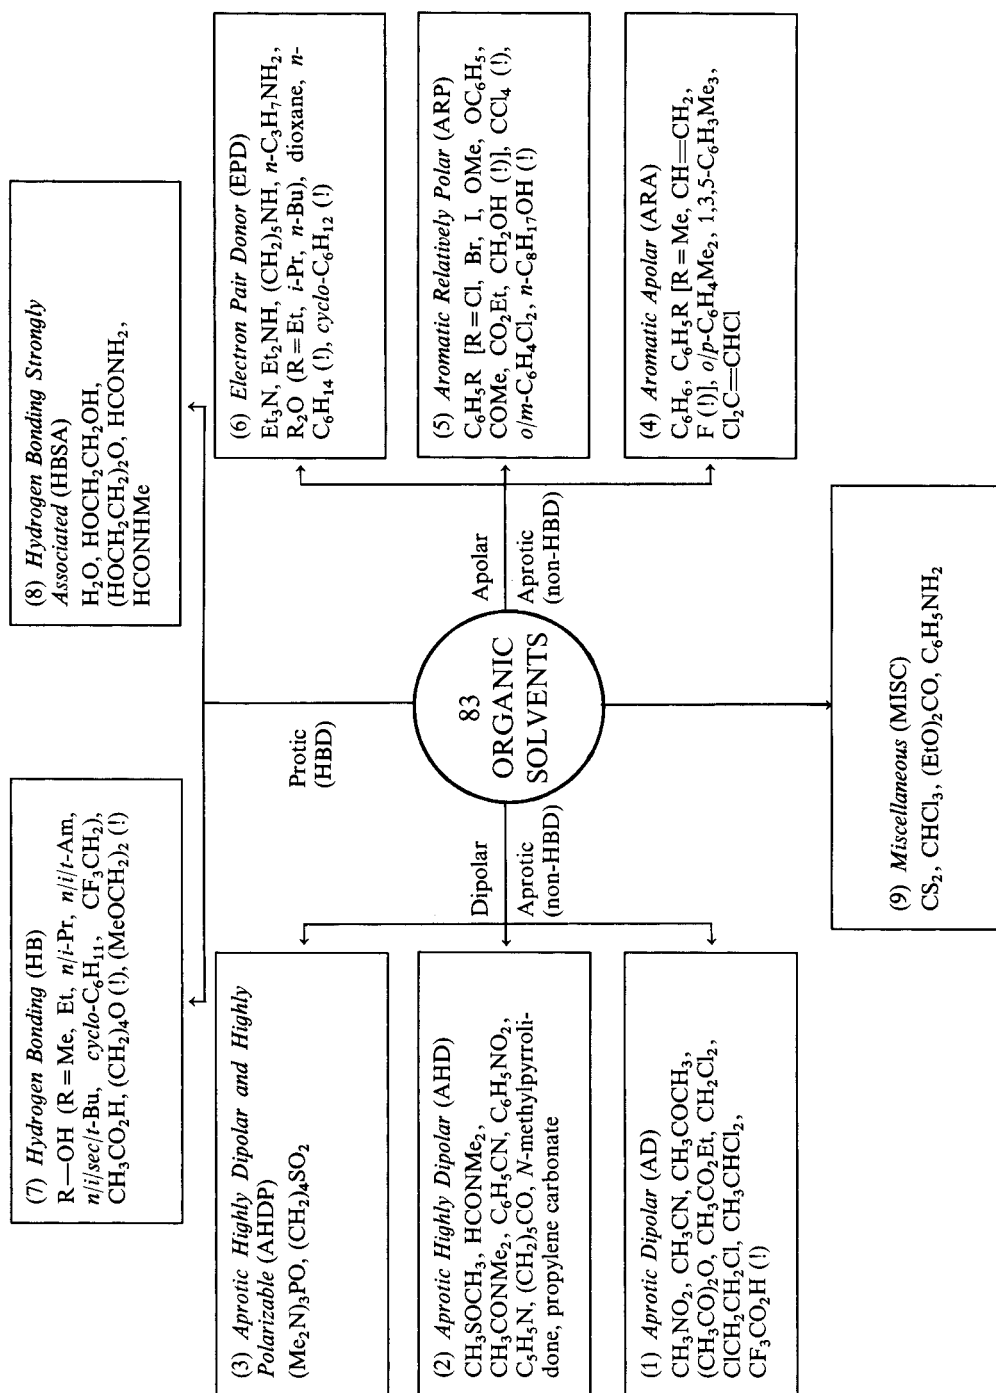 (7) Hydrogen Bonding (HB)
R—OH (R=Me, Et, n/i-Pr, n/i/t-Am,
n/i/sec/t-Bu, cyclo-C₆H₁₁, CF₃CH₂),
CH₃CO₂H, (CH₂)₄O (!), (MeOCH₂)₂ (!)
(8) Hydrogen Bonding Strongly
Associated (HBSA)
H₂O, HOCH₂CH₂OH,
(HOCH₂CH₂)₂O, HCONH₂,
HCONHMe
Protic
(HBD)
(3) Aprotic Highly Dipolar and Highly
Polarizable (AHDP)
(Me₂N)₃PO, (CH₂)₄SO₂
(2) Aprotic Highly Dipolar (AHD)
CH₃SOCH₃, HCONMe₂,
CH₃CONMe₂, C₆H₅CN, C₆H₅NO₂,
C₅H₅N, (CH₂)₅CO, N-methylpyrroli-
done, propylene carbonate
(1) Aprotic Dipolar (AD)
CH₃NO₂, CH₃CN, CH₃COCH₃,
(CH₃CO)₂O, CH₃CO₂Et, CH₂Cl₂,
ClCH₂CH₂Cl, CH₃CHCl₂,
CF₃CO₂H (!)
Dipolar
Aprotic
(non-HBD)
83
ORGANIC
SOLVENTS
Apolar
Aprotic
(non-HBD)
(6) Electron Pair Donor (EPD)
Et₃N, Et₂NH, (CH₂)₅NH, n-C₃H₇NH₂,
R₂O (R=Et, i-Pr, n-Bu), dioxane, n-
C₆H₁₄ (!), cyclo-C₆H₁₂ (!)
(5) Aromatic Relatively Polar (ARP)
C₆H₅R [R=Cl, Br, I, OMe, OC₆H₅,
COMe, CO₂Et, CH₂OH (!)], CCl₄ (!),
o/m-C₆H₄Cl₂, n-C₈H₁₇OH (!)
(4) Aromatic Apolar (ARA)
C₆H₆, C₆H₅R [R=Me, CH=CH₂,
F (!)], o/p-C₆H₄Me₂, 1,3,5-C₆H₃Me₃,
Cl₂C=CHCl
(9) Miscellaneous (MISC)
CS₂, CHCl₃, (EtO)₂CO, C₆H₅NH₂